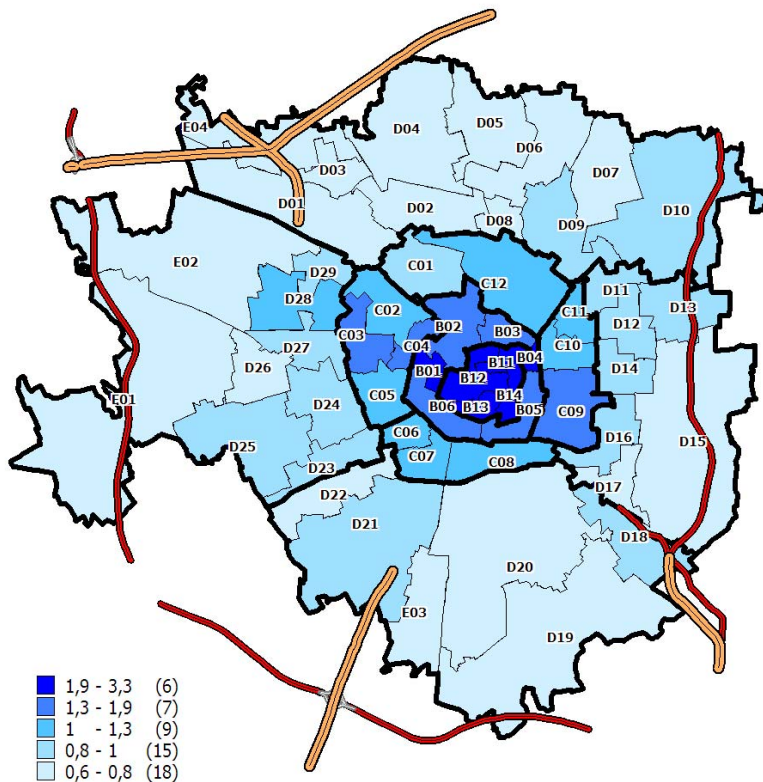 D04
D05
E04
D06
D03
D07
D01
D02
D08
D09
D10
E02
C01
D29
C12
D11
D28
C02
C11
D13
B02
B03
D12
C03
C04
C10
D27
B04
B11
D26
B01
B12
D14
E01
C05
B14
D24
B06
B13
B05
C09
C06
D16
D15
D25
C07
C08
D23
D17
D22
D21
D18
D20
E03
D19
1,9 - 3,3 (6)
1,3 - 1,9 (7)
1 - 1,3 (9)
0,8 - 1 (15)
0,6 - 0,8 (18)